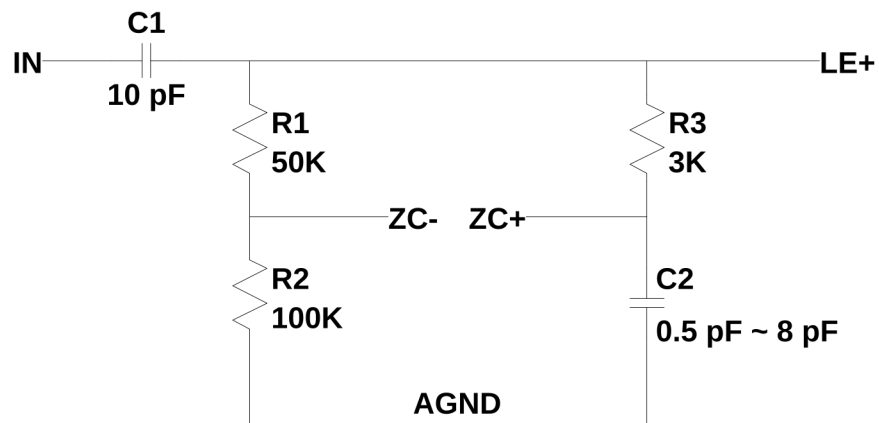 C1
IN
LE+
10 pF
R1
50K
R3
3K
ZC-
ZC+
R2
100K
C2
0.5 pF ~ 8 pF
AGND